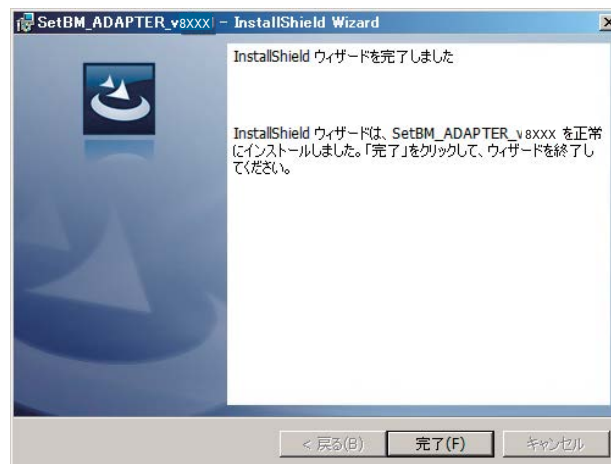 SetBM_ADAPTER_v8XXX - InstallShield Wizard
InstallShield ウィザードを完了しました
InstallShield ウィザードは、SetBM_ADAPTER_v8XXX を正常
にインストールしました。「完了」をクリックして、ウィザードを終了し
てください。
< 戻る(B)
完了(F)
キャンセル